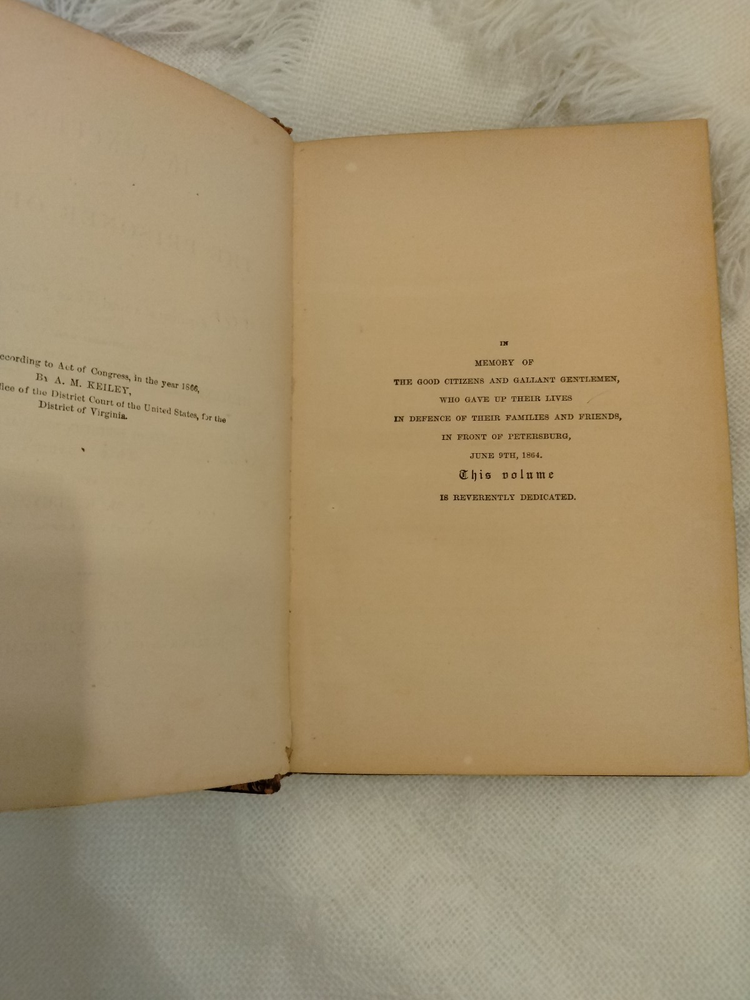 ccording to Act of Congress, in the year 1866,
By A. M. KEILEY,
fice of the District Court of the United States, for the
District of Virginia.
IN
MEMORY OF
THE GOOD CITIZENS AND GALLANT GENTLEMEN,
WHO GAVE UP THEIR LIVES
IN DEFENCE OF THEIR FAMILIES AND FRIENDS,
IN FRONT OF PETERSBURG,
JUNE 9TH, 1864.
This volume
IS REVERENTLY DEDICATED.